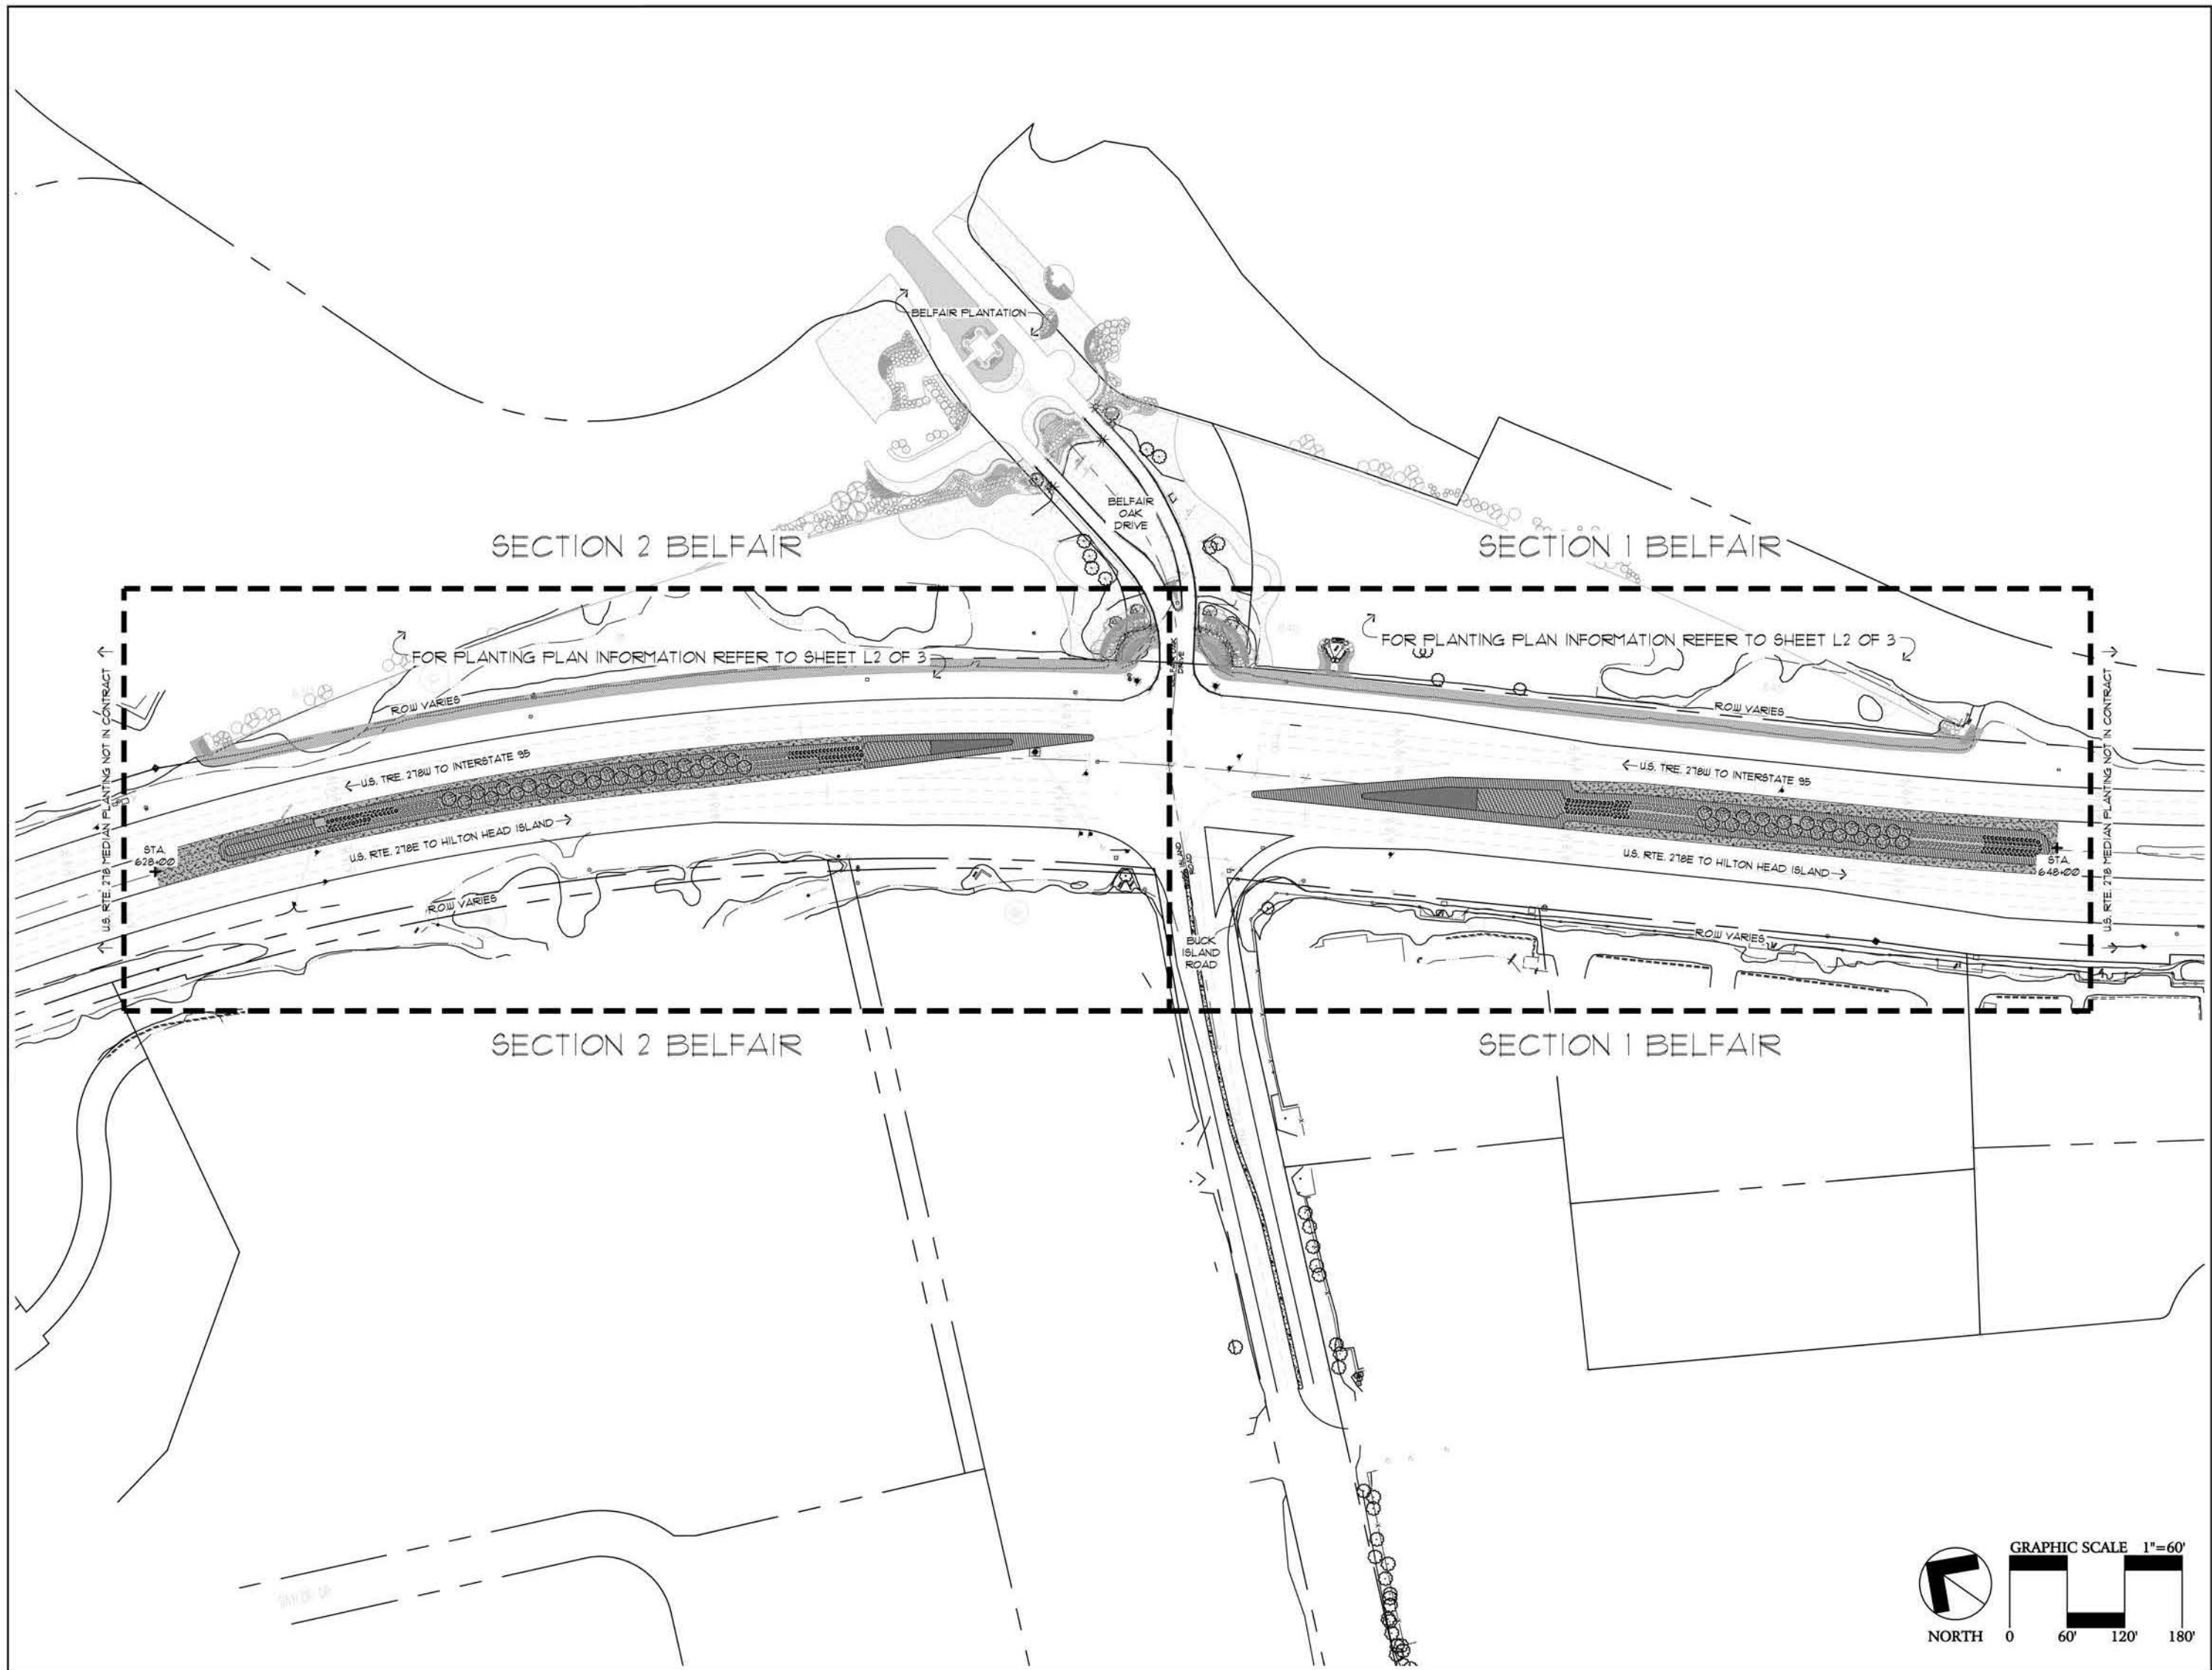 BELFAIR PLANTATION
BELFAIR
OAK
DRIVE
SECTION 2 BELFAIR
SECTION 1 BELFAIR
FOR PLANTING PLAN INFORMATION REFER TO SHEET L2 OF 3
FOR PLANTING PLAN INFORMATION REFER TO SHEET L2 OF 3
U.S. RTE. 278 MEDIAN PLANTING NOT IN CONTRACT
ROW VARIES
ROW VARIES
U.S. RTE. 278 MEDIAN PLANTING NOT IN CONTRACT
U.S. TRE. 278W TO INTERSTATE 95
U.S. TRE. 278W TO INTERSTATE 95
U.S. RTE. 278E TO HILTON HEAD ISLAND
U.S. RTE. 278E TO HILTON HEAD ISLAND
STA.
628+00
STA.
648+00
ROW VARIES
ROW VARIES
BUCK
ISLAND
ROAD
SECTION 2 BELFAIR
SECTION 1 BELFAIR
GRAPHIC SCALE 1"=60'
NORTH 0 60' 120' 180'